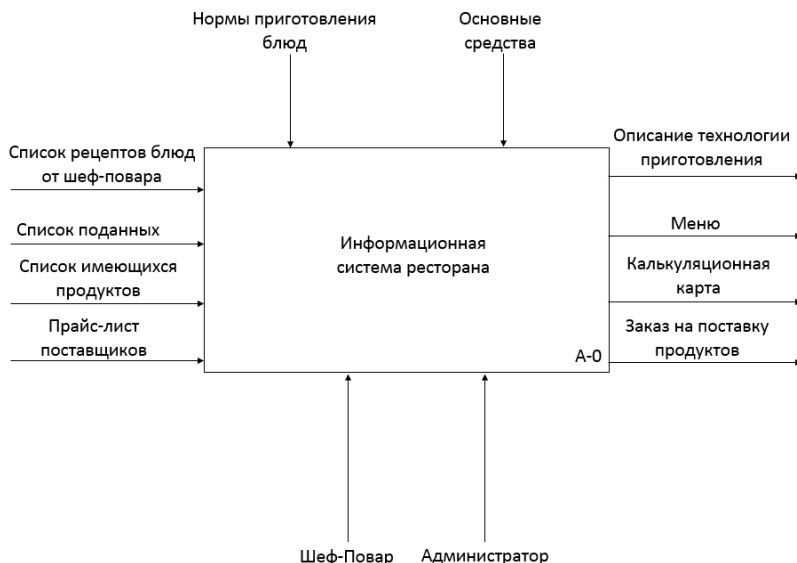 Нормы приготовления
блюд
Основные
средства
Список рецептов блюд
от шеф-повара
Список поданных
Список имеющихся
продуктов
Прайс-лист
поставщиков
Информационная
система ресторана
А-0
Описание технологии
приготовления
Меню
Калькуляционная
карта
Заказ на поставку
продуктов
Шеф-Повар
Администратор